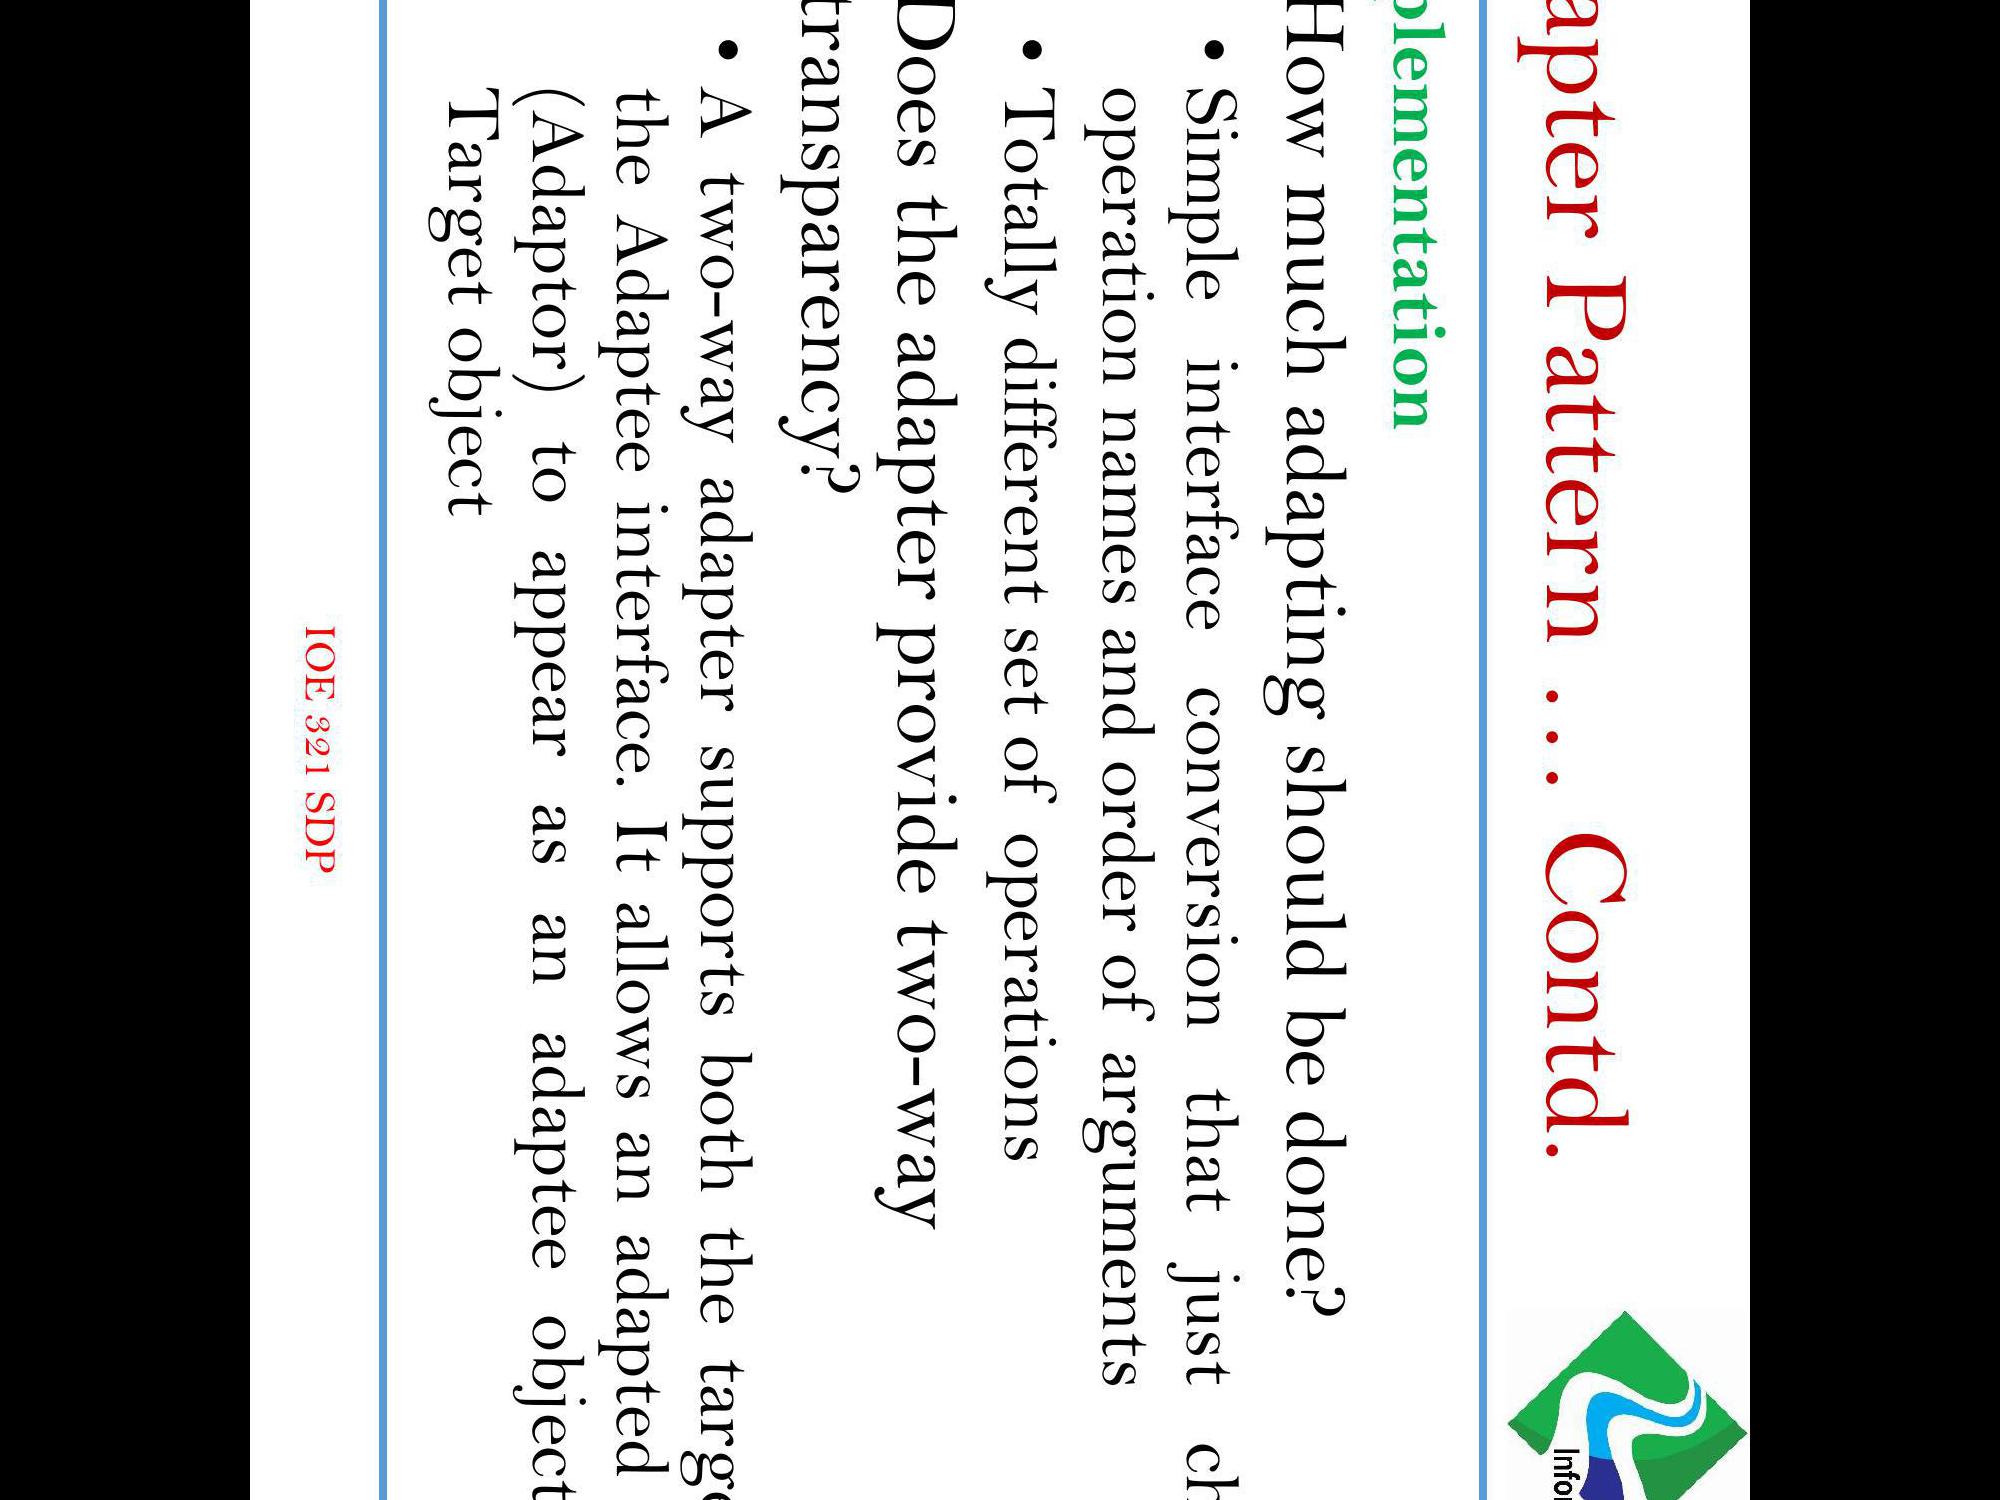 apter Pattern ... Contd.
plementation
How much adapting should be done?
• Simple interface conversion that just ch
operation names and order of arguments
• Totally different set of operations
Does the adapter provide two-way
transparency?
• A two-way adapter supports both the targe
the Adaptee interface. It allows an adapted
(Adaptor) to appear as an adaptee object
Target object
IOE 321 SDP
Infor